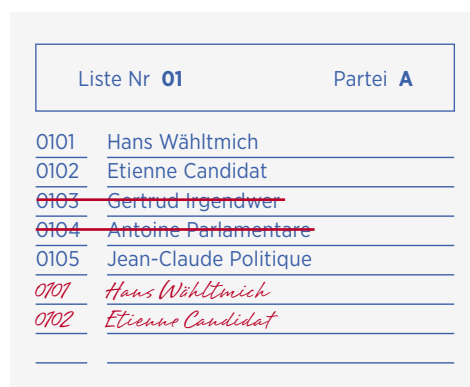 Liste Nr 01 Partei A
0101 Hans Wähltmich
0102 Etienne Candidat
0103 Gertrud Irgendwer
0104 Antoine Parlamentare
0105 Jean-Claude Politique
0101 Hans Wähltmich
0102 Etienne Candidat